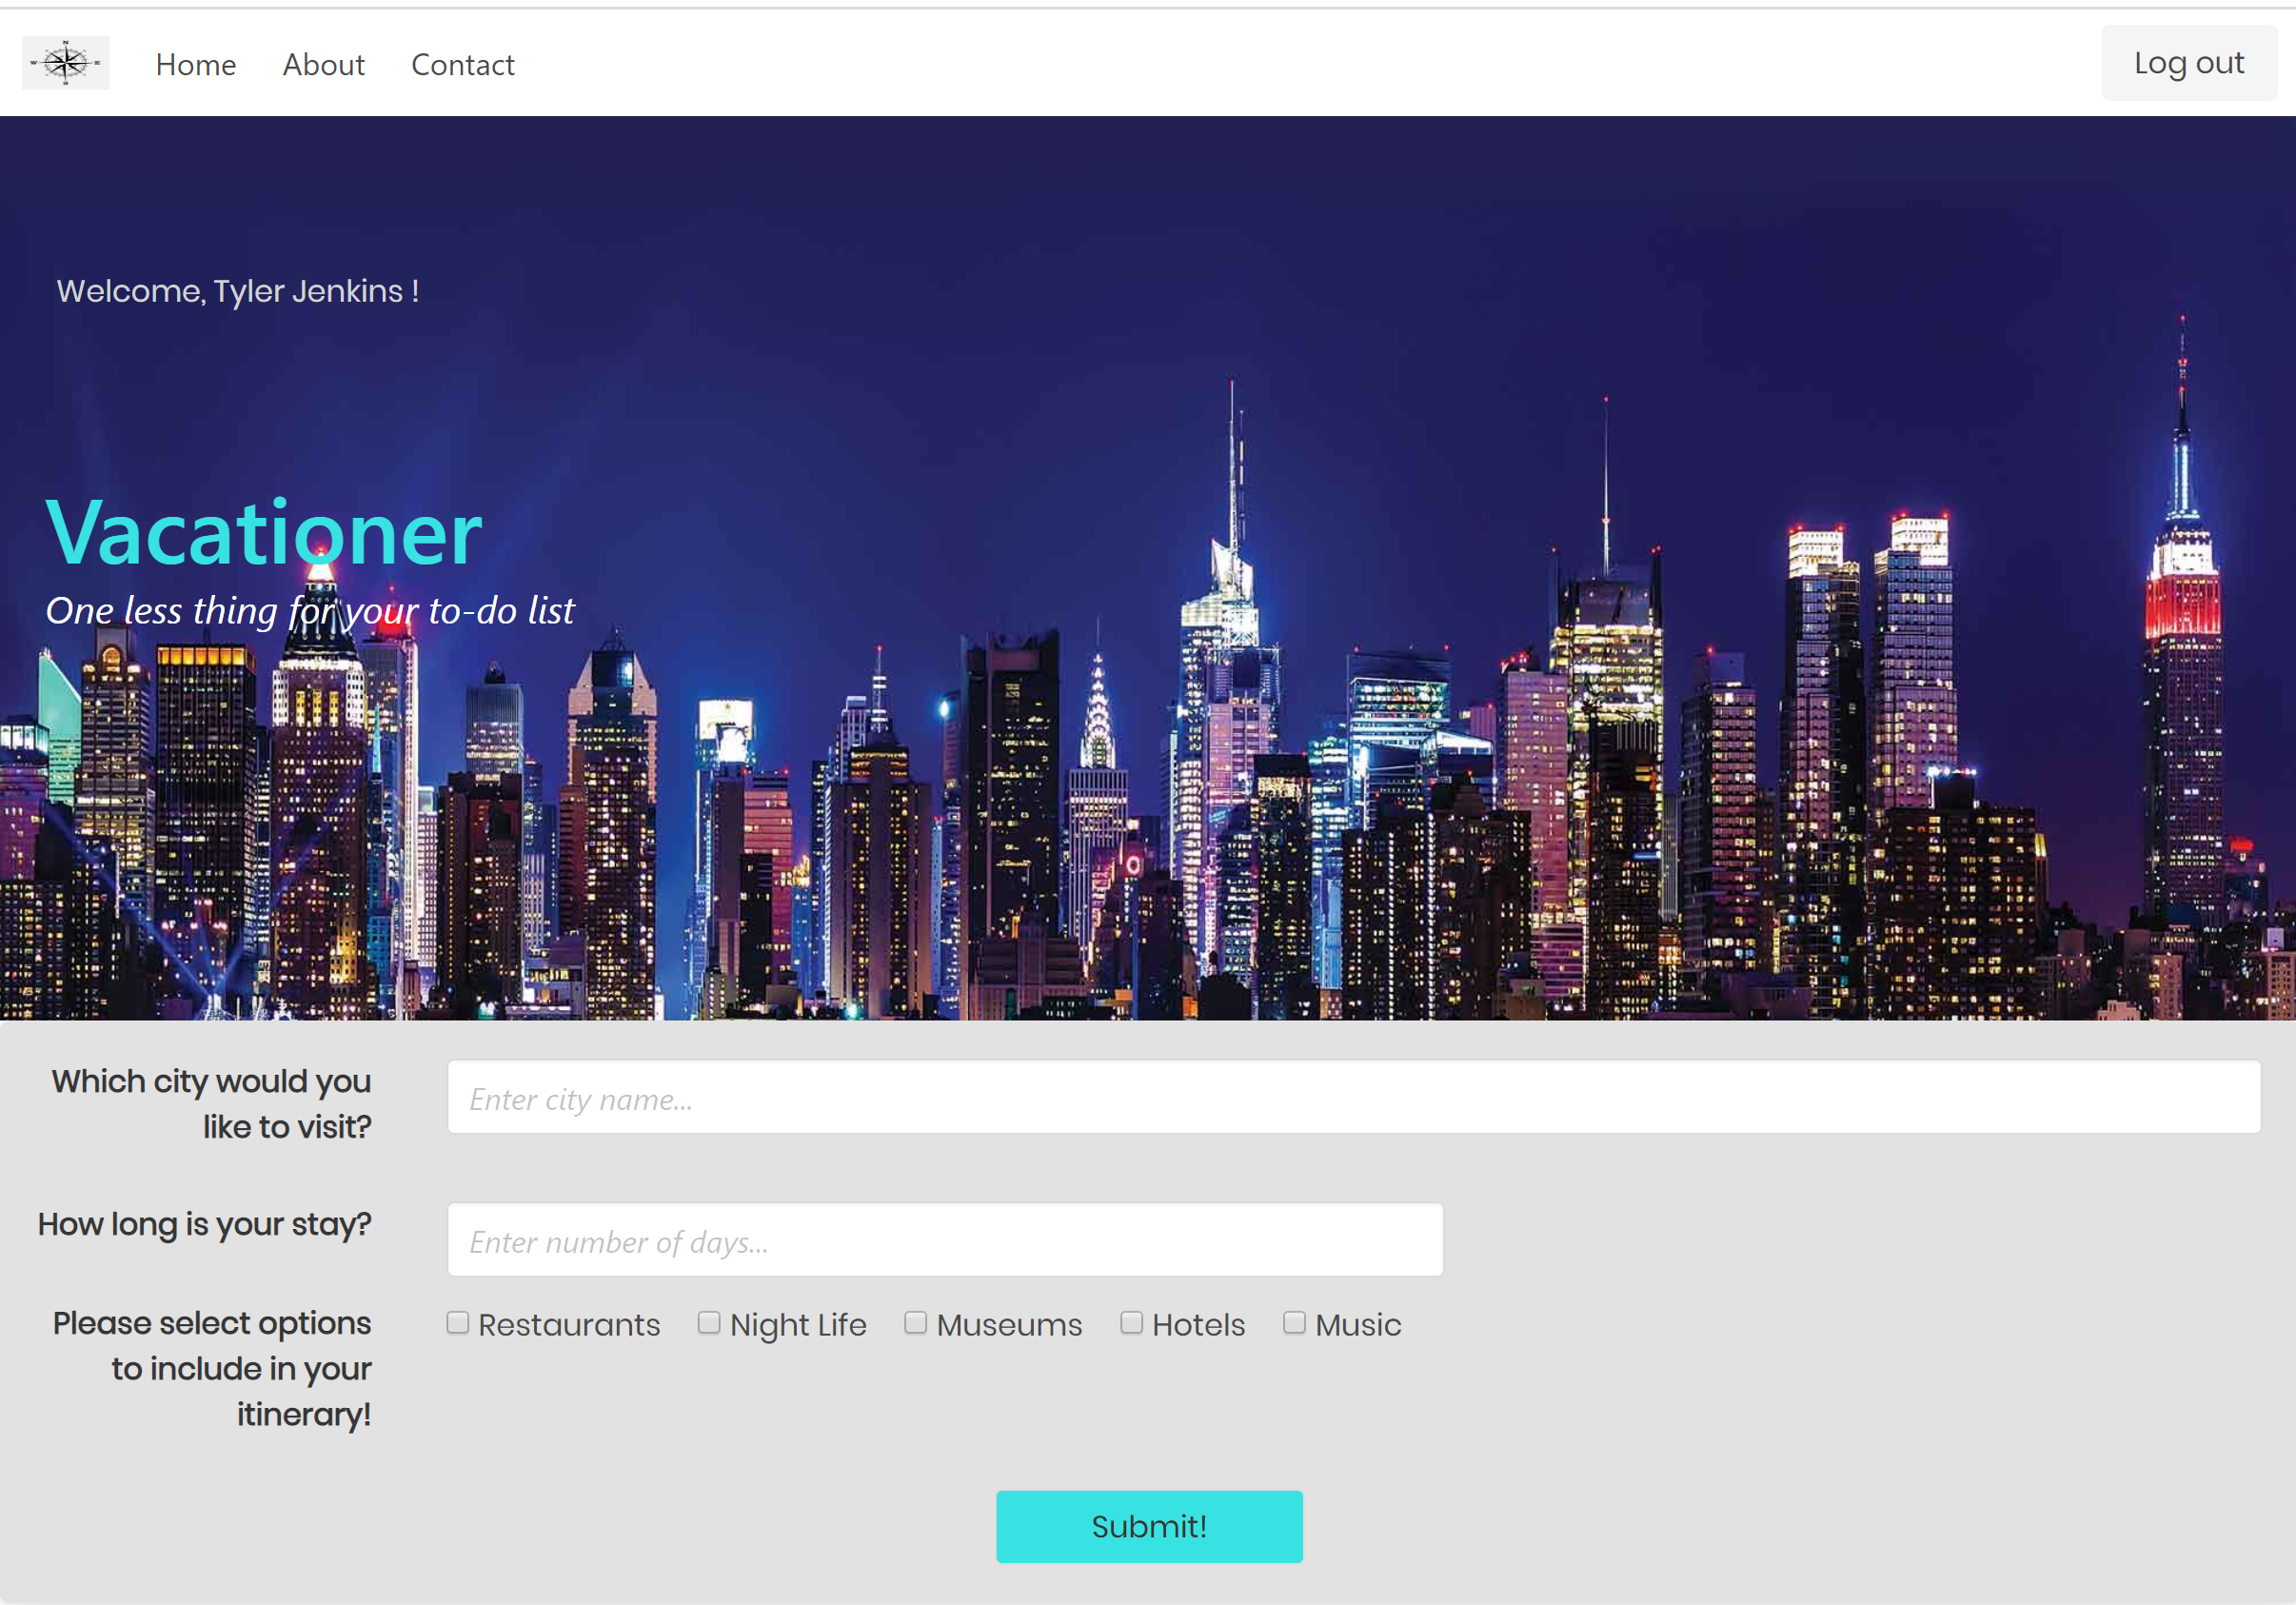 Home About Contact Log out
Welcome, Tyler Jenkins !
Vacationer
One less thing for your to-do list
Which city would you
like to visit?
Enter city name...
How long is your stay?
Enter number of days...
Please select options
to include in your
itinerary!
Restaurants Night Life Museums Hotels Music
Submit!